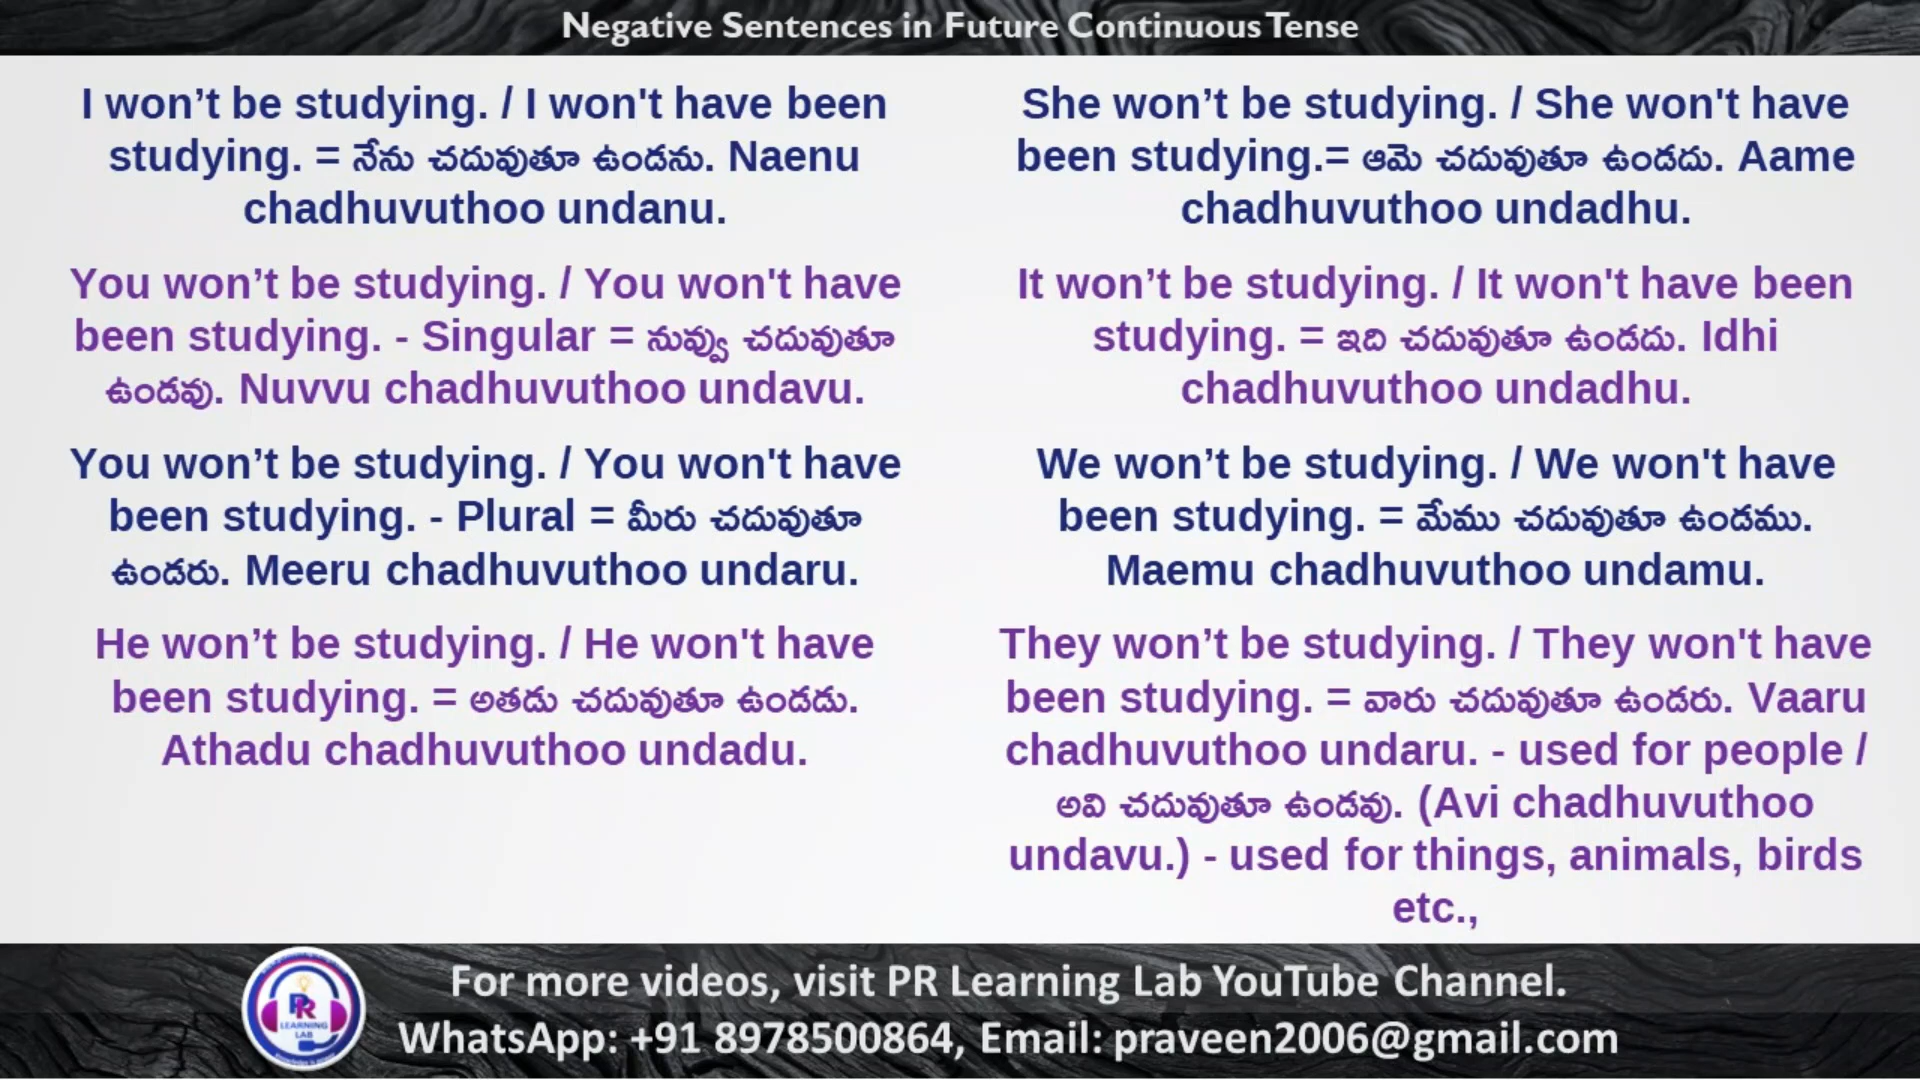 Negative Sentences in Future Continuous Tense
I won’t be studying. / I won't have been
studying. = నేను చదువుతూ ఉండను. Naenu
chadhuvuthoo undanu.
You won’t be studying. / You won't have
been studying. - Singular = నువ్వు చదువుతూ
ఉండవు. Nuvvu chadhuvuthoo undavu.
You won’t be studying. / You won't have
been studying. - Plural = మీరు చదువుతూ
ఉండరు. Meeru chadhuvuthoo undaru.
He won’t be studying. / He won't have
been studying. = అతడు చదువుతూ ఉండడు.
Athadu chadhuvuthoo undadu.
She won’t be studying. / She won't have
been studying.= ఆమె చదువుతూ ఉండదు. Aame
chadhuvuthoo undadhu.
It won’t be studying. / It won't have been
studying. = ఇది చదువుతూ ఉండదు. Idhi
chadhuvuthoo undadhu.
We won’t be studying. / We won't have
been studying. = మేము చదువుతూ ఉండము.
Maemu chadhuvuthoo undamu.
They won’t be studying. / They won't have
been studying. = వారు చదువుతూ ఉండరు. Vaaru
chadhuvuthoo undaru. - used for people /
అవి చదువుతూ ఉండవు. (Avi chadhuvuthoo
undavu.) - used for things, animals, birds
etc.,
PR
LEARNING
LAB
For more videos, visit PR Learning Lab YouTube Channel.
WhatsApp: +91 8978500864, Email: praveen2006@gmail.com